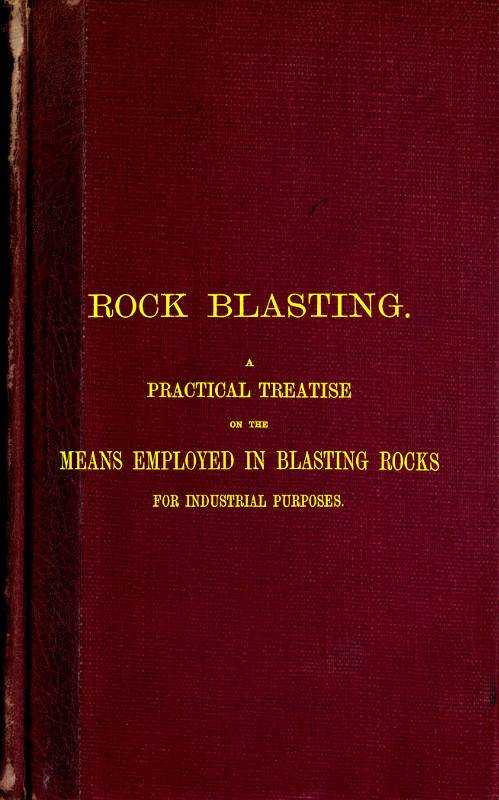 ROCK BLASTING.
A
PRACTICAL TREATISE
ON THE
MEANS EMPLOYED IN BLASTING ROCKS
FOR INDUSTRIAL PURPOSES.